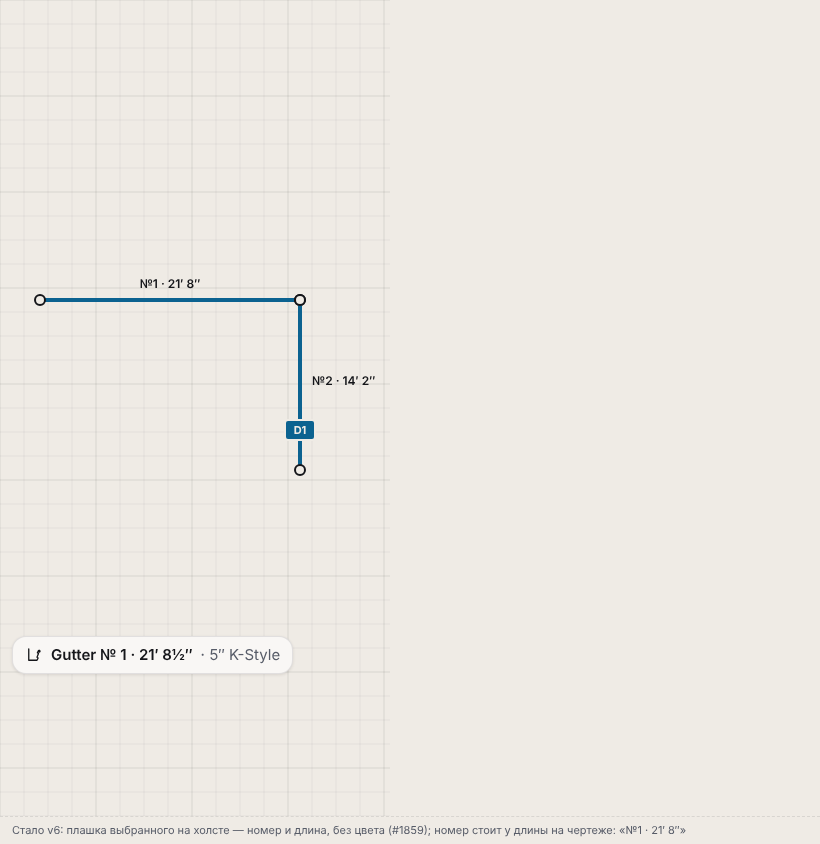 №1 · 21′ 8″
№2 · 14′ 2″
D1
Gutter № 1 · 21′ 8½″ · 5″ K-Style
Стало v6: плашка выбранного на холсте — номер и длина, без цвета (#1859); номер стоит у длины на чертеже: «№1 · 21′ 8″»